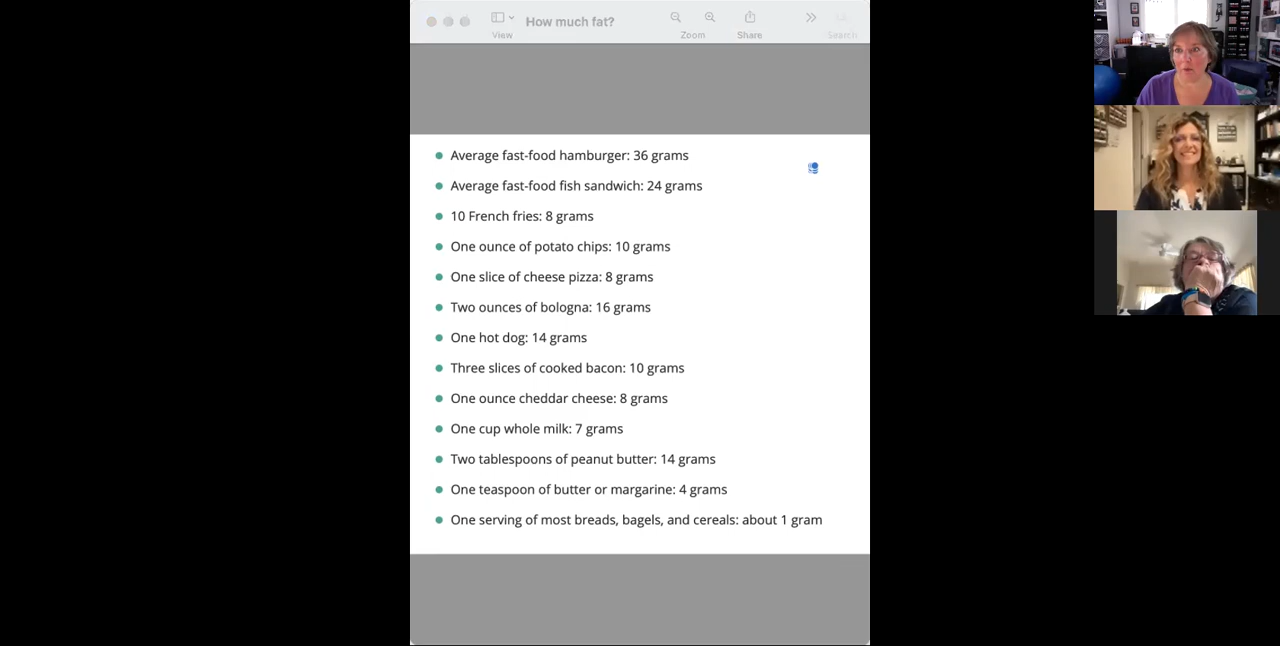 How much fat?
View
Zoom
Share
Search
Average fast-food hamburger: 36 grams
Average fast-food fish sandwich: 24 grams
10 French fries: 8 grams
One ounce of potato chips: 10 grams
One slice of cheese pizza: 8 grams
Two ounces of bologna: 16 grams
One hot dog: 14 grams
Three slices of cooked bacon: 10 grams
One ounce cheddar cheese: 8 grams
One cup whole milk: 7 grams
Two tablespoons of peanut butter: 14 grams
One teaspoon of butter or margarine: 4 grams
One serving of most breads, bagels, and cereals: about 1 gram